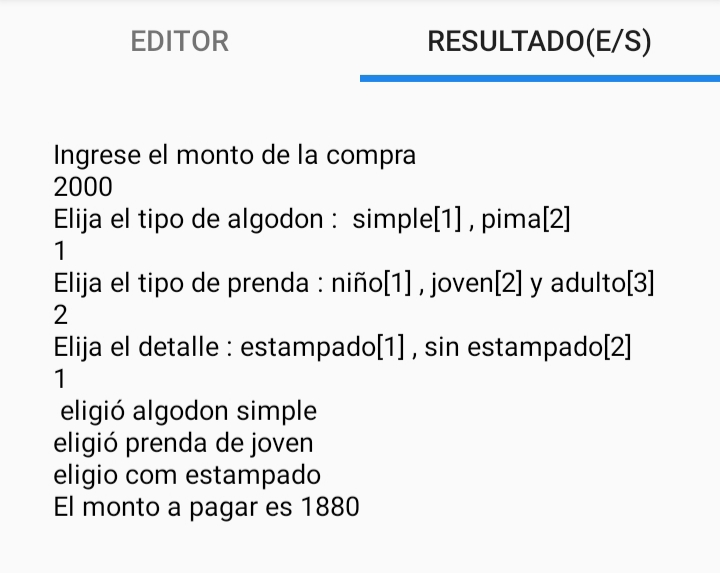 EDITOR RESULTADO(E/S)
Ingrese el monto de la compra
2000
Elija el tipo de algodon :  simple[1] , pima[2]
1
Elija el tipo de prenda : niño[1] , joven[2] y adulto[3]
2
Elija el detalle : estampado[1] , sin estampado[2]
1
eligió algodon simple
eligió prenda de joven
eligio com estampado
El monto a pagar es 1880